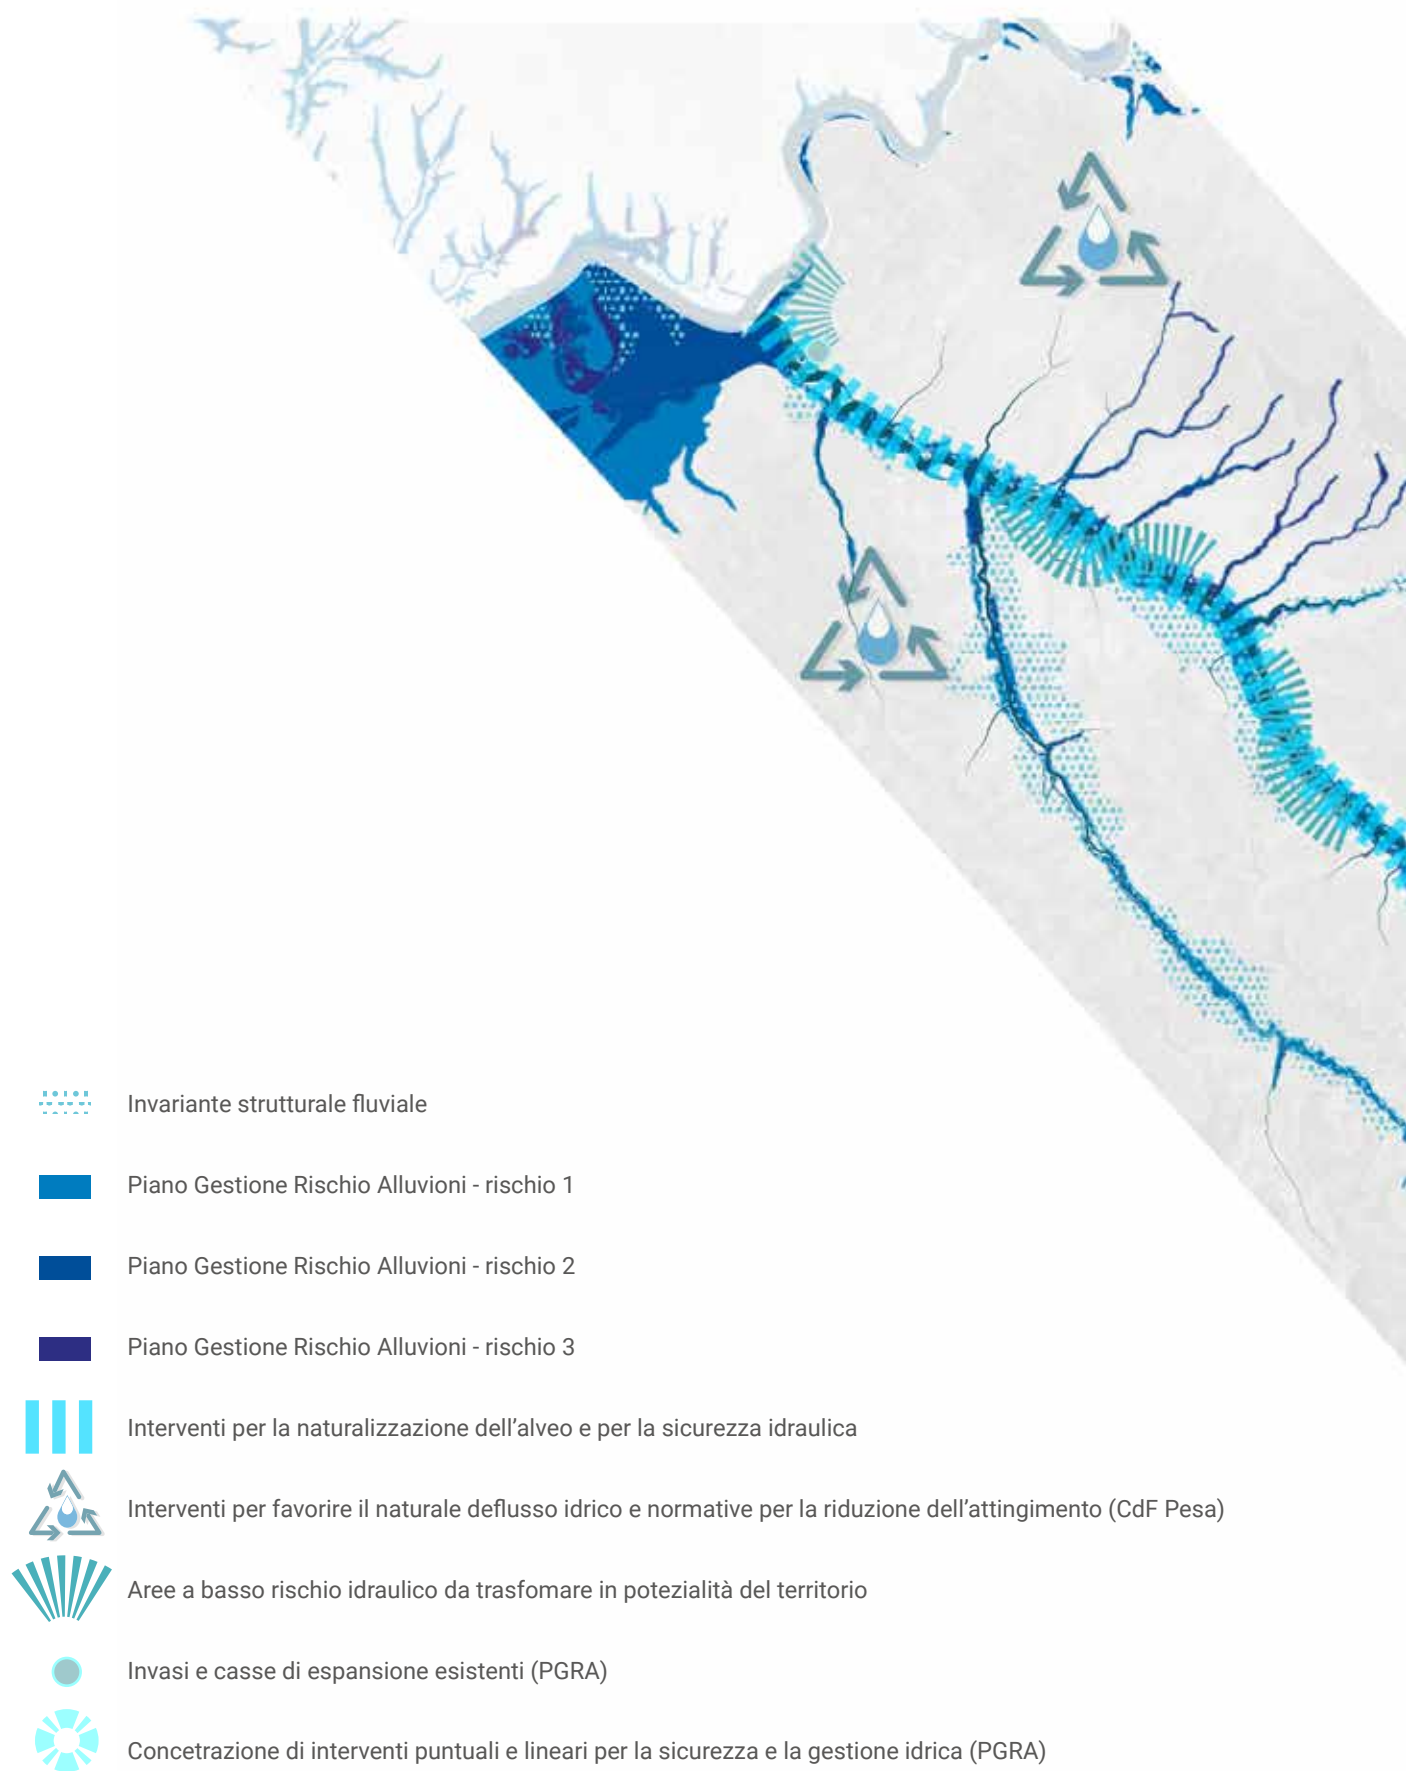 Invariante strutturale fluviale
Piano Gestione Rischio Alluvioni - rischio 1
Piano Gestione Rischio Alluvioni - rischio 2
Piano Gestione Rischio Alluvioni - rischio 3
Interventi per la naturalizzazione dell’alveo e per la sicurezza idraulica
Interventi per favorire il naturale deflusso idrico e normative per la riduzione dell’attingimento (CdF Pesa)
Aree a basso rischio idraulico da trasfomare in potezialità del territorio
Invasi e casse di espansione esistenti (PGRA)
Concetrazione di interventi puntuali e lineari per la sicurezza e la gestione idrica (PGRA)